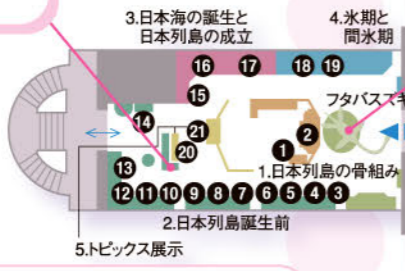 3.日本海の誕生と
日本列島の成立
4.氷期と
間氷期
16 17 18 19
フタバスズキ
15
14
21
20
2
1
1.日本列島の骨組み
13
12 11 10 9 8 7 6 5 4 3
2.日本列島誕生前
5.トピックス展示